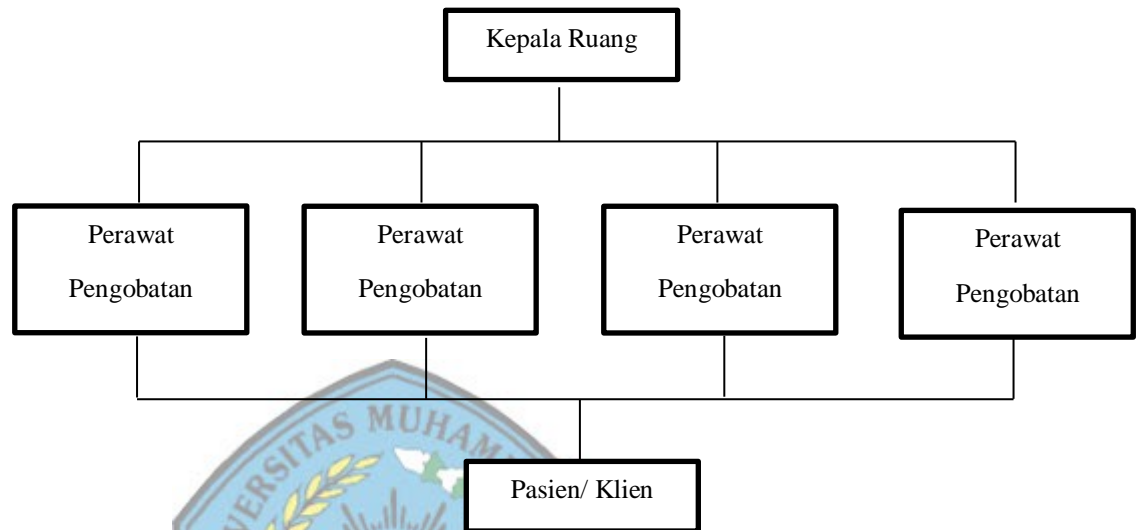 Kepala Ruang
Perawat
Pengobatan
Perawat
Pengobatan
Perawat
Pengobatan
Perawat
Pengobatan
Pasien/ Klien